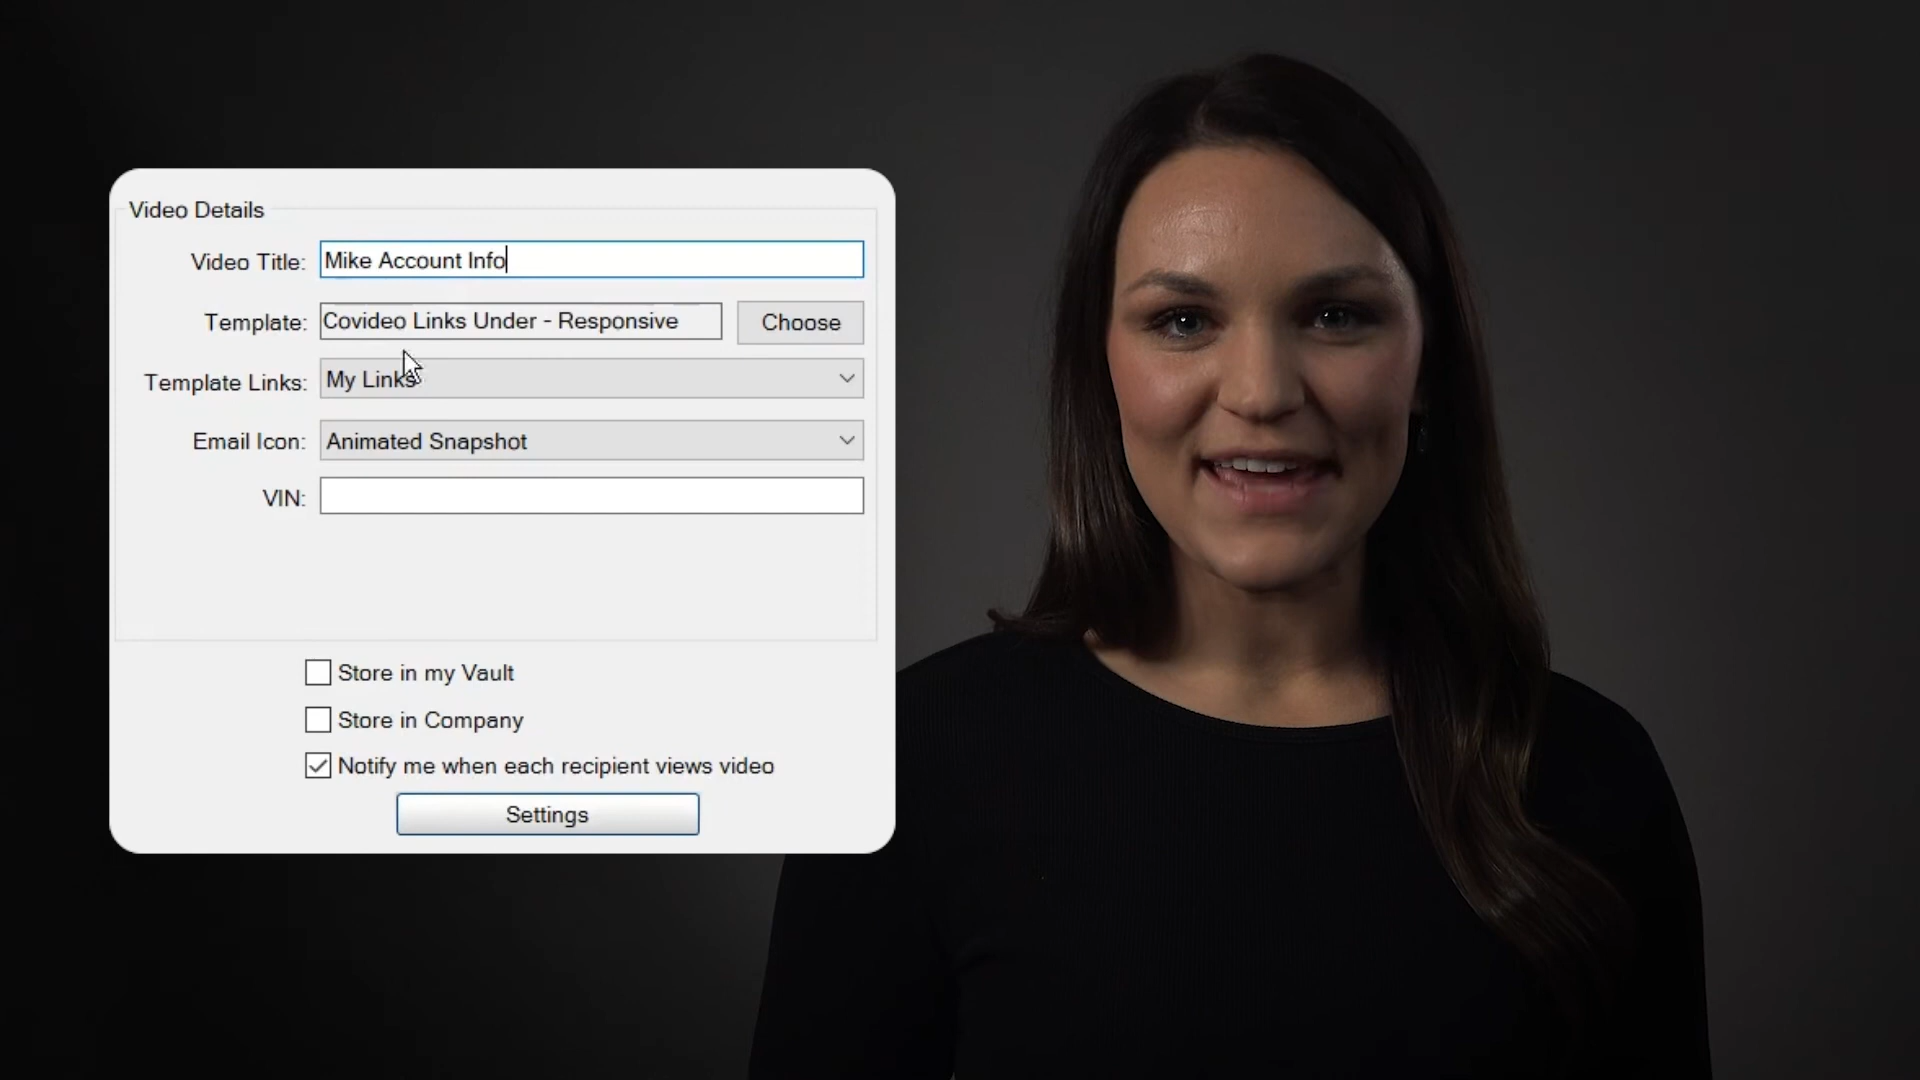 Video Details
Video Title: Mike Account Info
Template: Covideo Links Under - Responsive Choose
Template Links: My Links
Email Icon: Animated Snapshot
VIN:
Store in my Vault
Store in Company
Notify me when each recipient views video
Settings